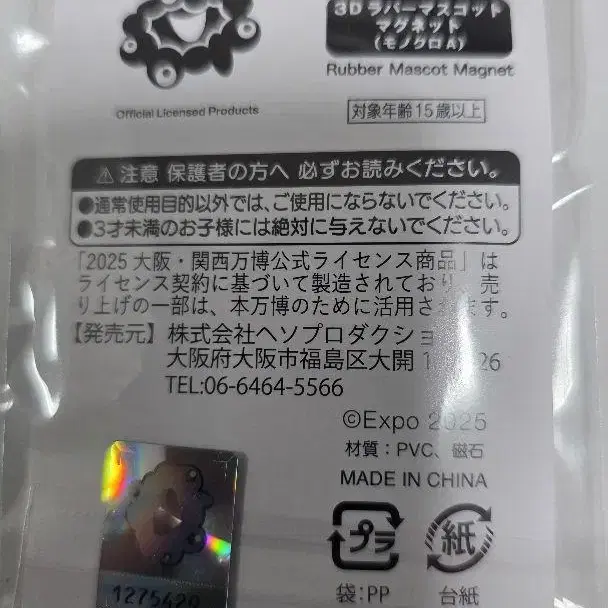 3Dラバーマスコット
マグネット
(モノクロA)
Rubber Mascot Magnet
Official Licensed Products
対象年齢15歳以上
注意 保護者の方へ 必ずお読みください。
●通常使用目的以外では、ご使用にならないでください。
●3才未満のお子様には絶対に与えないでください。
「2025 大阪・関西万博公式ライセンス商品」は
ライセンス契約に基づいて製造されており 売
り上げの一部は、本万博のために活用さ ます。
【発売元】株式会社ヘソプロダクショ
大阪府大阪市福島区大開 1 26
TEL:06-6464-5566
©Expo 2025
材質:PVC、磁石
MADE IN CHINA
プラ
紙
袋:PP
台紙